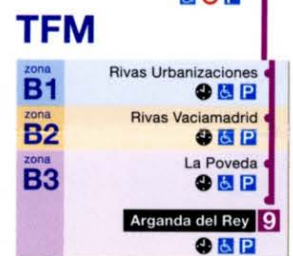 TFM
zona
B1
Rivas Urbanizaciones
P
zona
B2
Rivas Vaciamadrid
P
zona
B3
La Poveda
P
Arganda del Rey 9
P